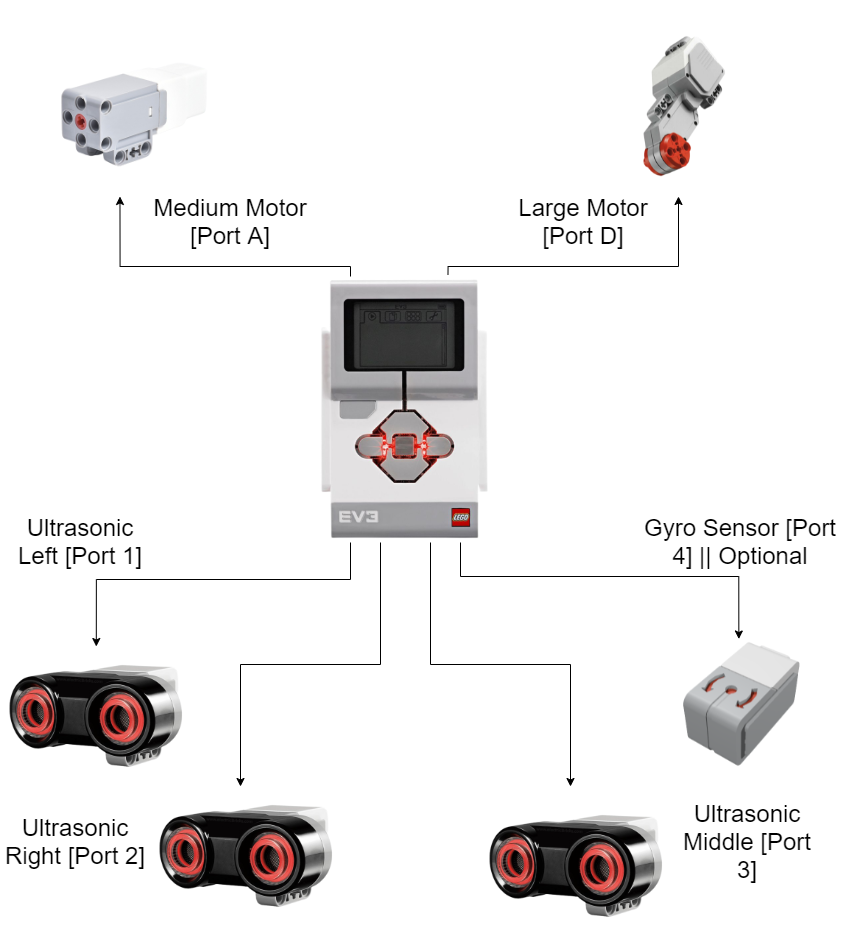 Medium Motor
[Port A]
Large Motor
[Port D]
EV3
LEGO
Ultrasonic
Left [Port 1]
Gyro Sensor [Port
4] || Optional
Ultrasonic
Right [Port 2]
Ultrasonic
Middle [Port
3]